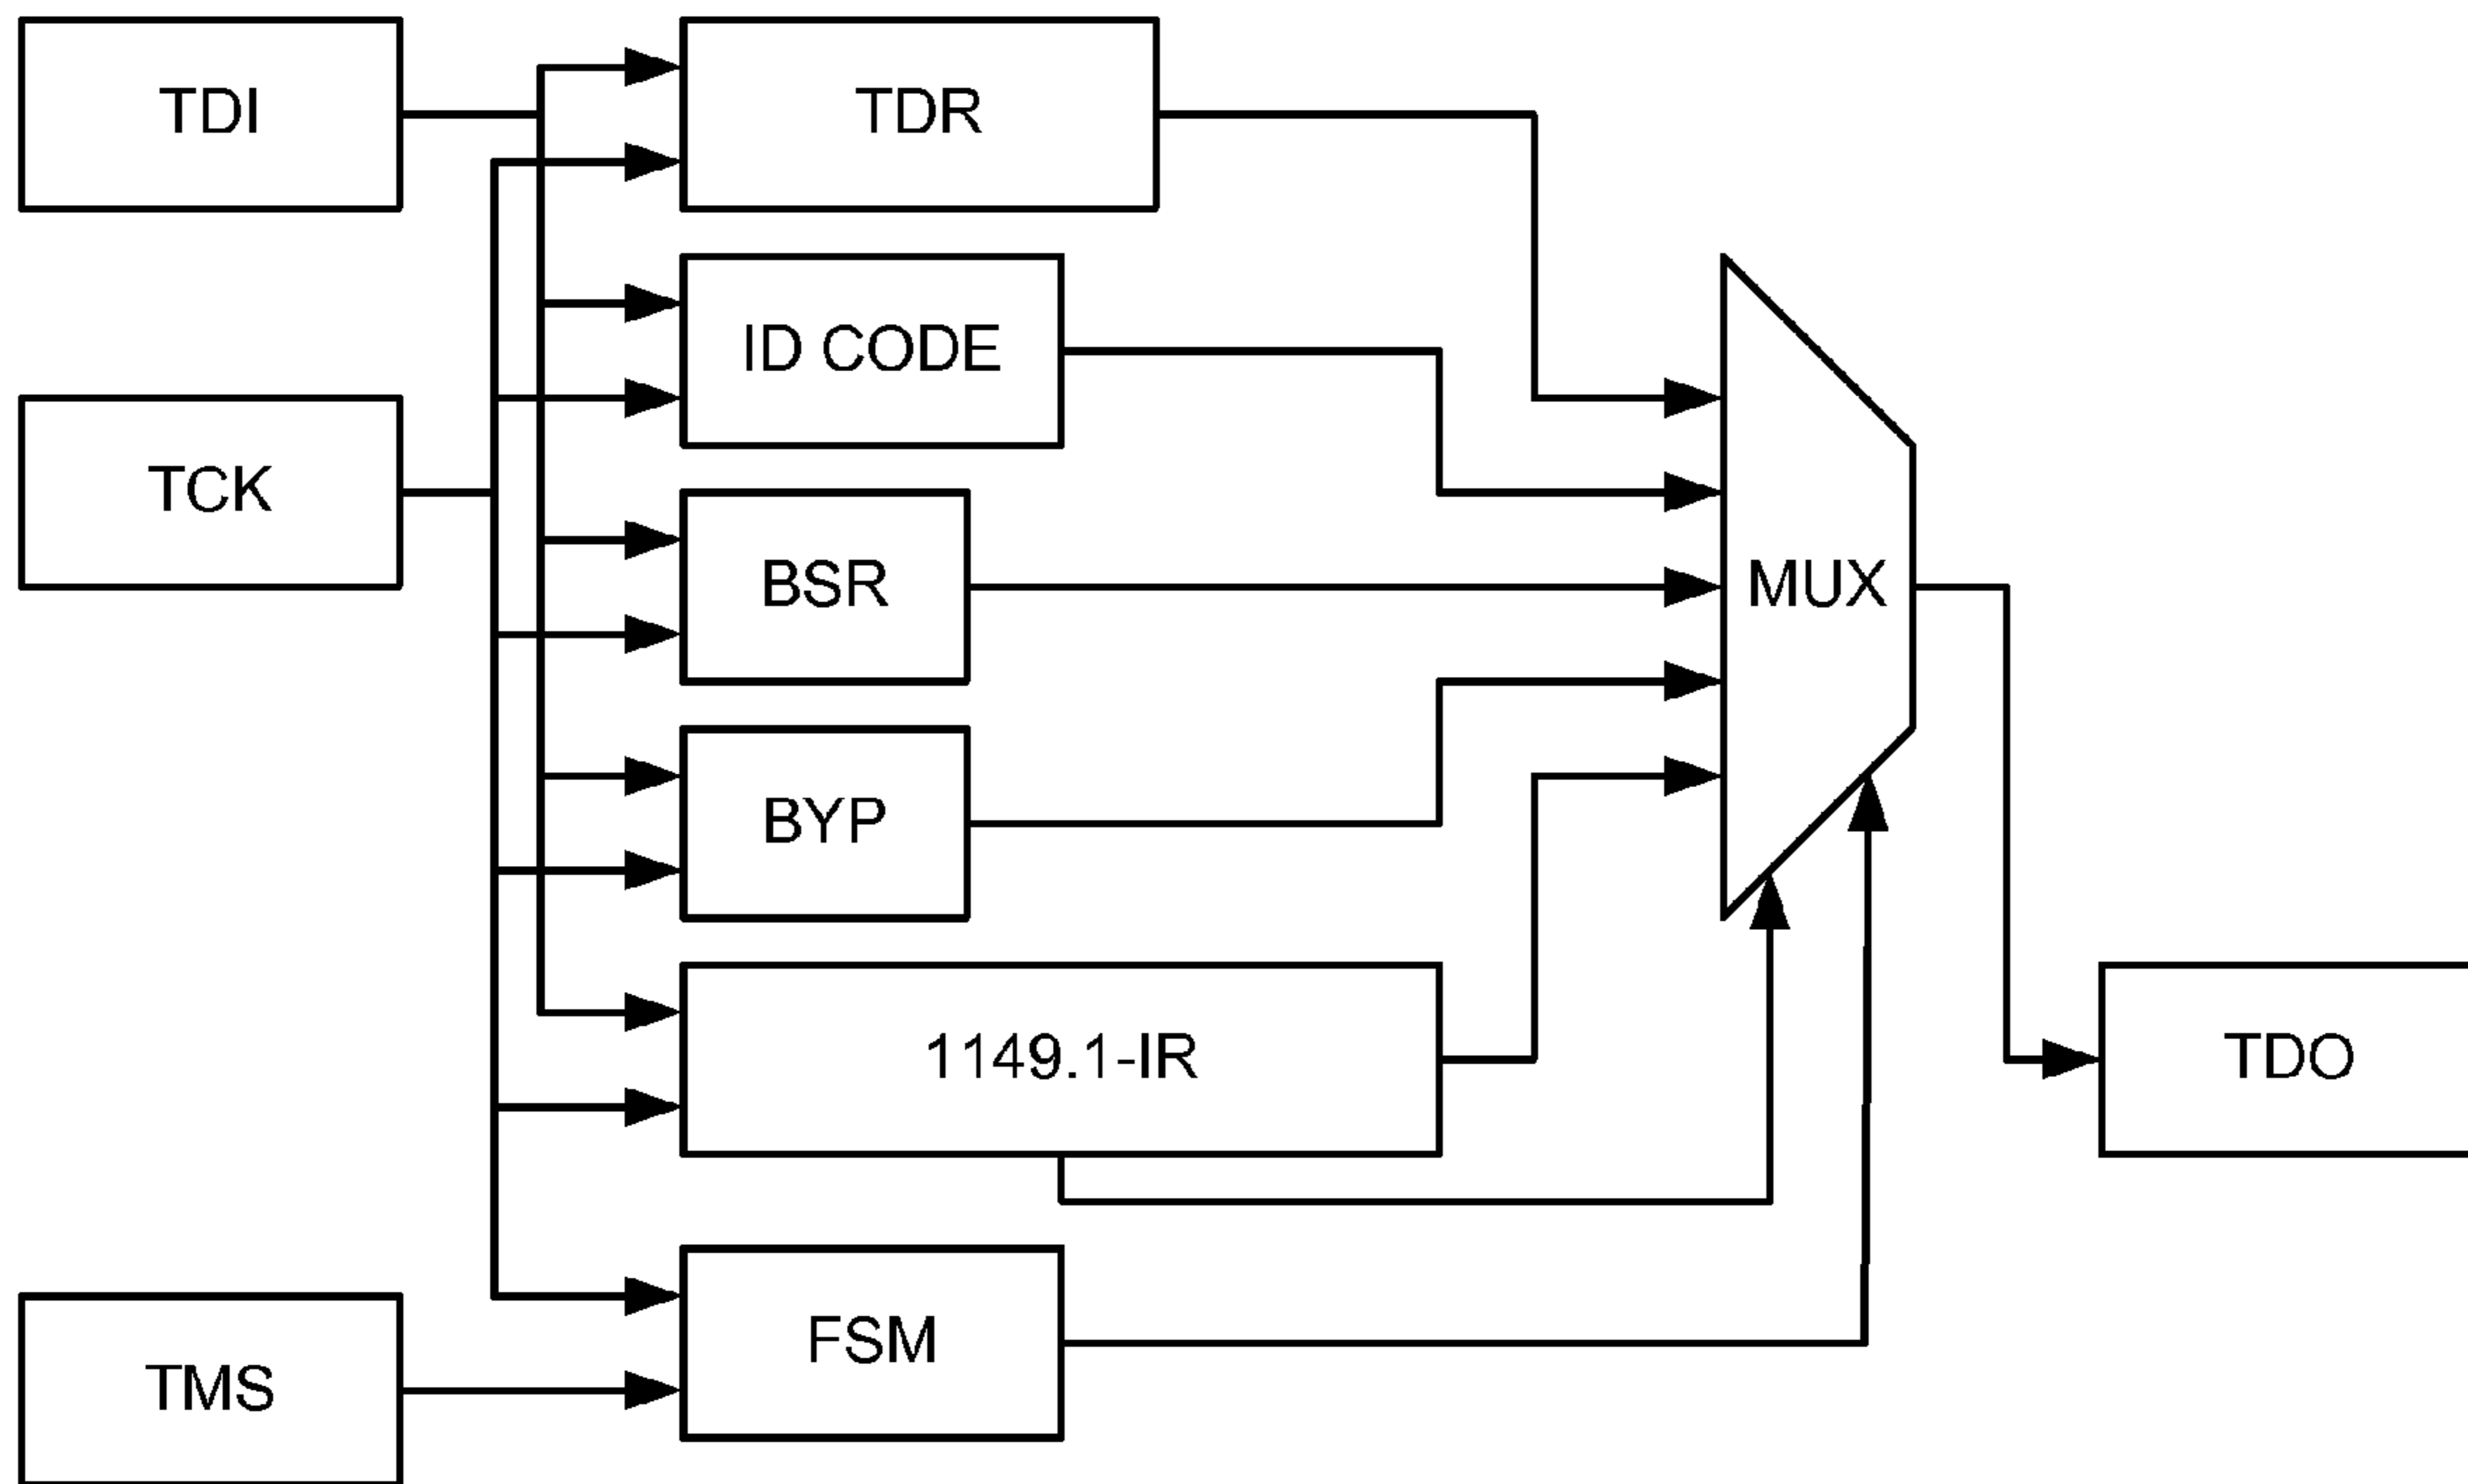 TDI
TDR
ID CODE
TCK
BSR
MUX
BYP
1149.1-IR
TDO
FSM
TMS